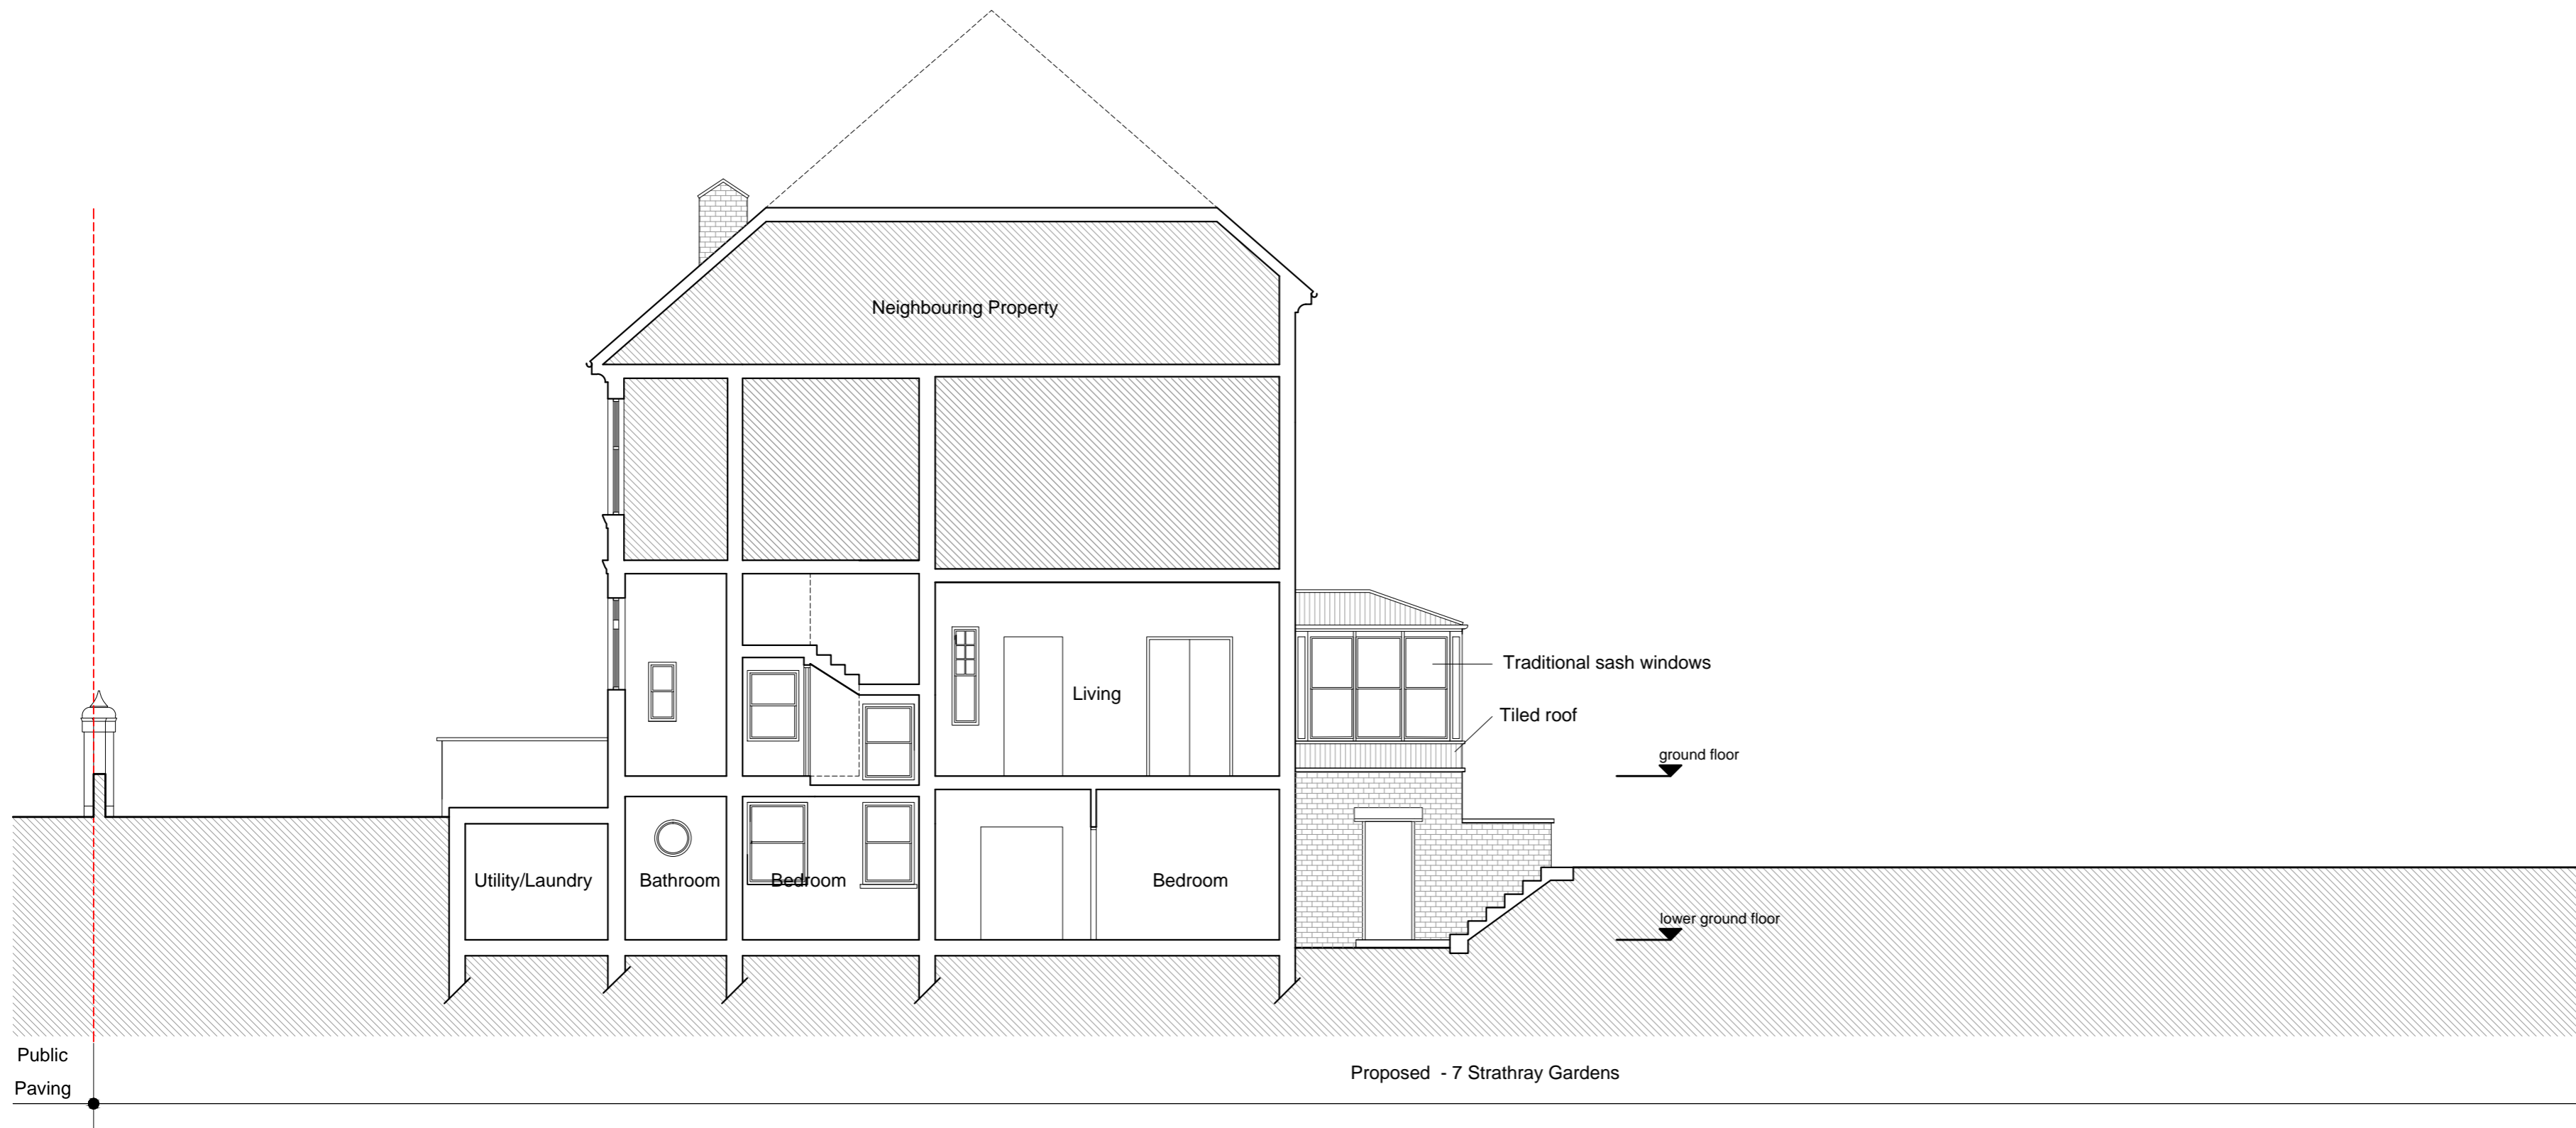 Neighbouring Property
Traditional sash windows
Living
Tiled roof
ground floor
Utility/Laundry
Bathroom
Bedroom
Bedroom
lower ground floor
Public
Paving
Proposed - 7 Strathray Gardens